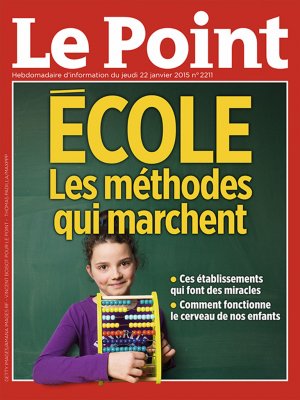 Le Point
Hebdomadaire d'information du jeudi 22 janvier 2015 n° 2211
ÉCOLE
Les méthodes
qui marchent
• Ces établissements
qui font des miracles
• Comment fonctionne
le cerveau de nos enfants